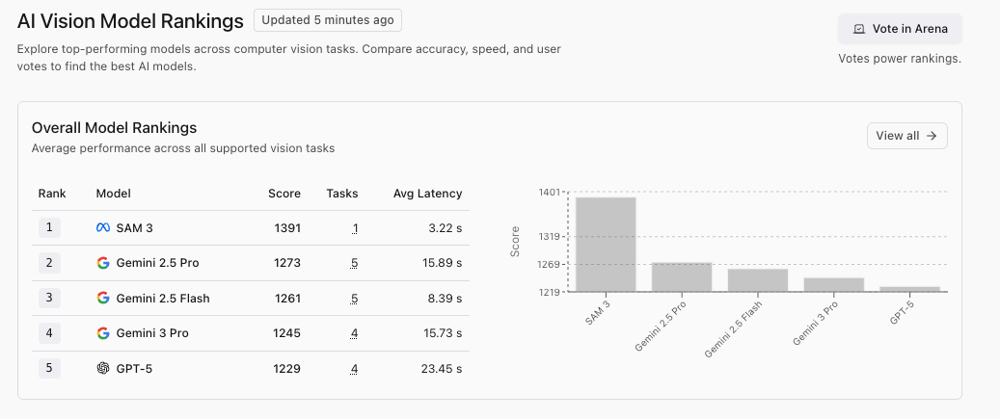 AI Vision Model Rankings Updated 5 minutes ago
Explore top-performing models across computer vision tasks. Compare accuracy, speed, and user
votes to find the best AI models.
Vote in Arena
Votes power rankings.
Overall Model Rankings
Average performance across all supported vision tasks
View all →
Rank Model Score Tasks Avg Latency
1 SAM 3 1391 1 3.22 s
2 Gemini 2.5 Pro 1273 5 15.89 s
3 Gemini 2.5 Flash 1261 5 8.39 s
4 Gemini 3 Pro 1245 4 15.73 s
5 GPT-5 1229 4 23.45 s
Score
1401
1319
1269
1219
SAM 3
Gemini 2.5 Pro
Gemini 2.5 Flash
Gemini 3 Pro
GPT-5